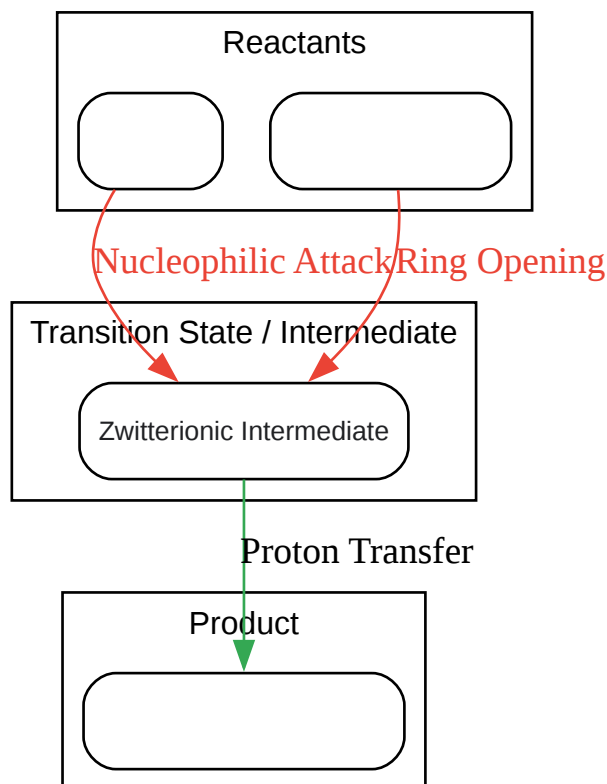 Reactants
Nucleophilic Attack
Ring Opening
Transition State / Intermediate
Zwitterionic Intermediate
Proton Transfer
Product